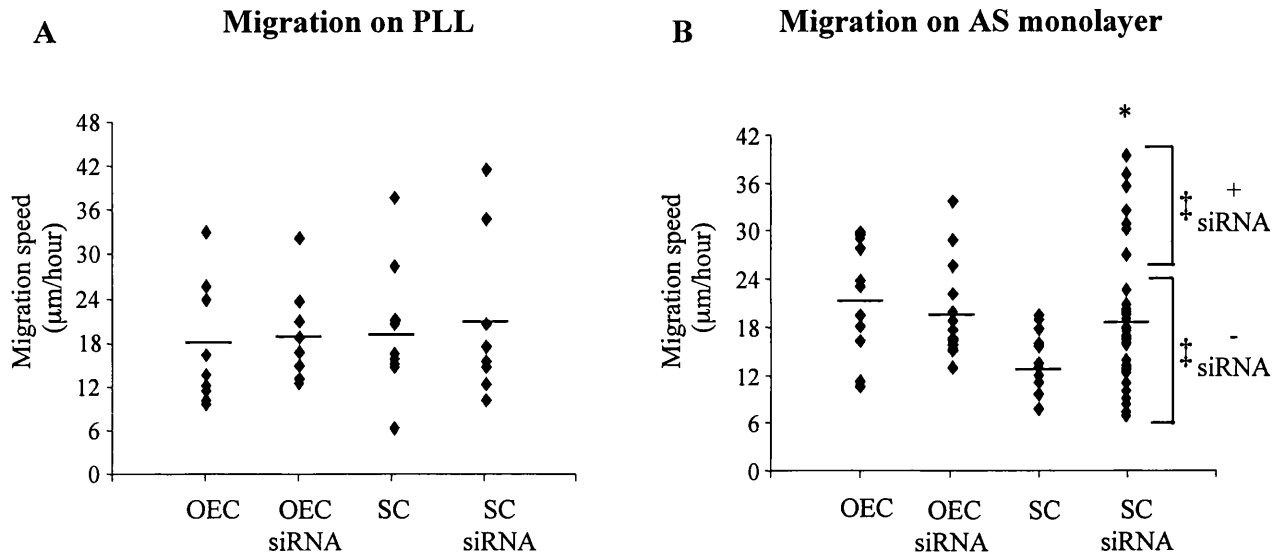 A
Migration on PLL
Migration speed
(μm/hour)
48
42
36
30
24
18
12
6
0
OEC
OEC
siRNA
SC
SC
siRNA
B
Migration on AS monolayer
Migration speed
(μm/hour)
42
36
30
24
18
12
6
0
*
‡ +
siRNA
‡ -
siRNA
OEC
OEC
siRNA
SC
SC
siRNA